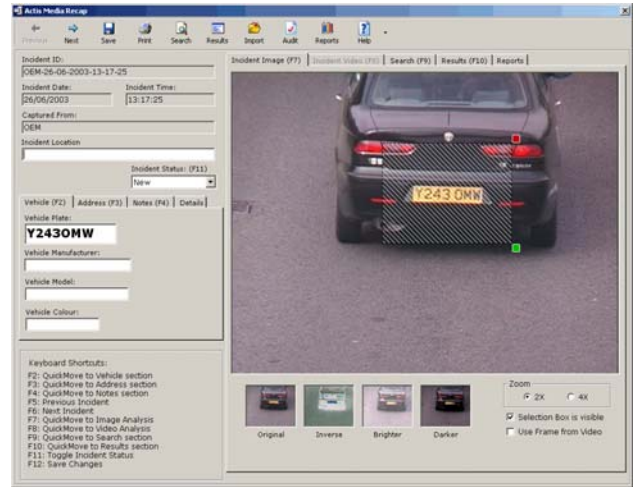 Actis Media Recap
Previous Next Save Print Search Results Import Audit Reports Help
Incident ID:
OEM-26-06-2003-13-17-25
Incident Date: Incident Time:
26/06/2003 13:17:25
Captured From:
OEM
Incident Location
Incident Status: (F11)
New
Vehicle (F2) Address (F3) Notes (F4) Details
Vehicle Plate:
Y243OMW
Vehicle Manufacturer:
Vehicle Model:
Vehicle Colour:
Keyboard Shortcuts:
F2: QuickMove to Vehicle section
F3: QuickMove to Address section
F4: QuickMove to Notes section
F5: Previous Incident
F6: Next Incident
F7: QuickMove to Image Analysis
F8: QuickMove to Video Analysis
F9: QuickMove to Search section
F10: QuickMove to Results section
F11: Toggle Incident Status
F12: Save Changes
Incident Image (F7) Incident Video (F8) Search (F9) Results (F10) Reports
Y243 OMW
Original Inverse Brighter Darker
Zoom
2X 4X
Selection Box is visible
Use Frame from Video